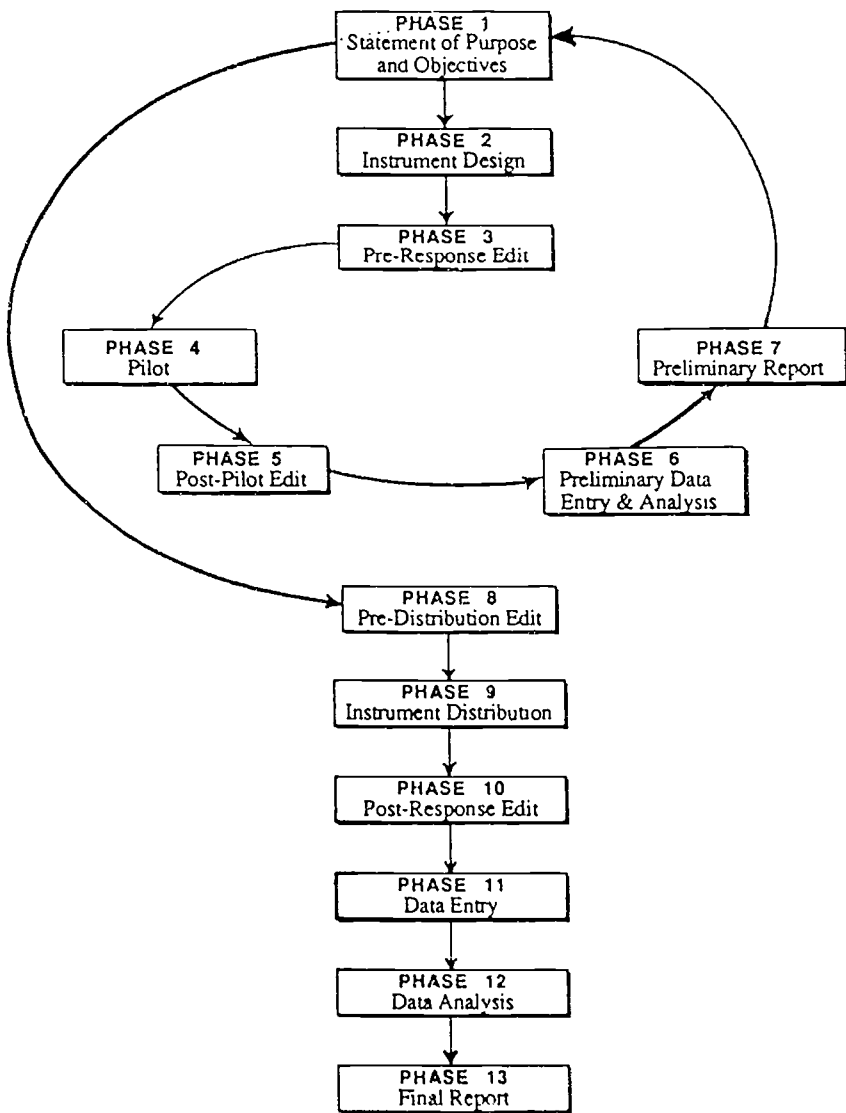 PHASE 1
Statement of Purpose
and Objectives
PHASE 2
Instrument Design
PHASE 3
Pre-Response Edit
PHASE 4
Pilot
PHASE 5
Post-Pilot Edit
PHASE 6
Preliminary Data
Entry & Analysis
PHASE 7
Preliminary Report
PHASE 8
Pre-Distribution Edit
PHASE 9
Instrument Distribution
PHASE 10
Post-Response Edit
PHASE 11
Data Entry
PHASE 12
Data Analysis
PHASE 13
Final Report